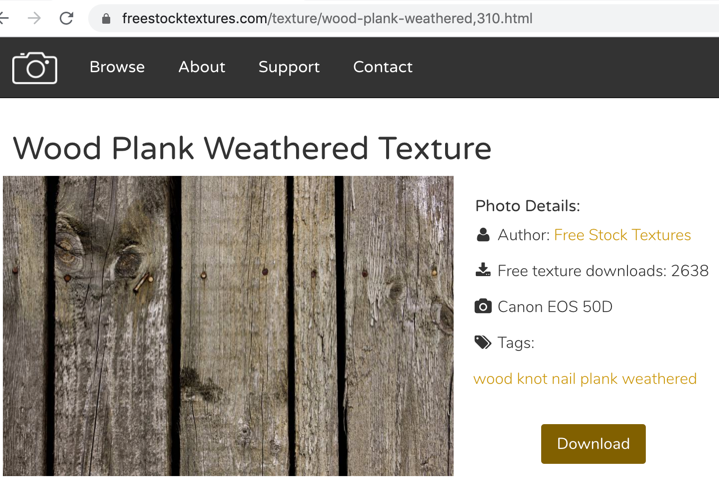 freestocktextures.com/texture/wood-plank-weathered,310.html
Browse About Support Contact
Wood Plank Weathered Texture
Photo Details:
Author: Free Stock Textures
Free texture downloads: 2638
Canon EOS 50D
Tags:
wood knot nail plank weathered
Download